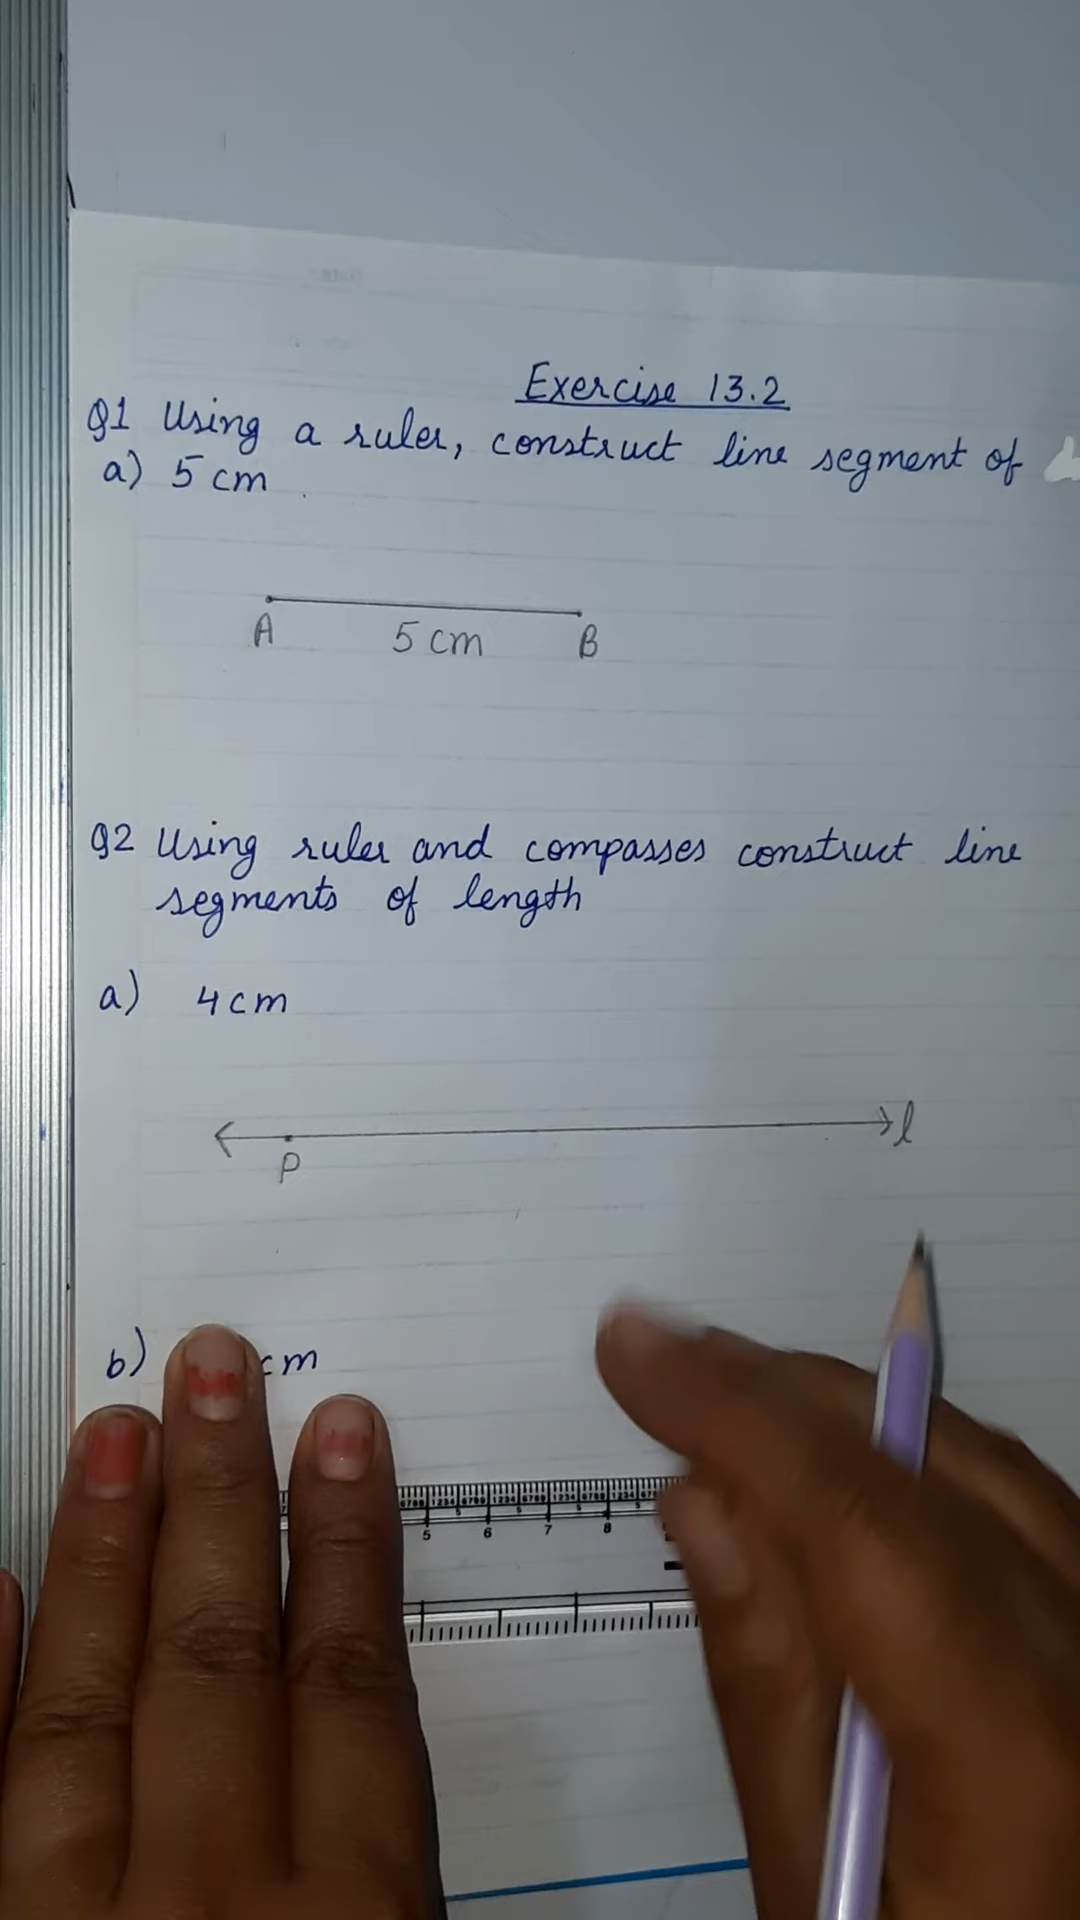 Exercise 13.2
Q1 Using a ruler, construct line segment of
a) 5 cm
A 5 cm B
Q2 Using ruler and compasses construct line
segments of length
a) 4 cm
l
P
b) cm
5 6 7 8